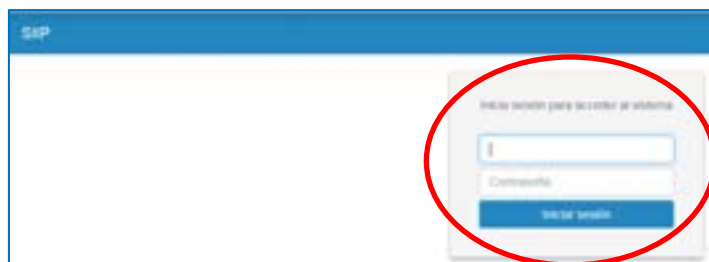 SIIP
Inicia sesión para acceder al sistema
Contraseña
Iniciar sesión